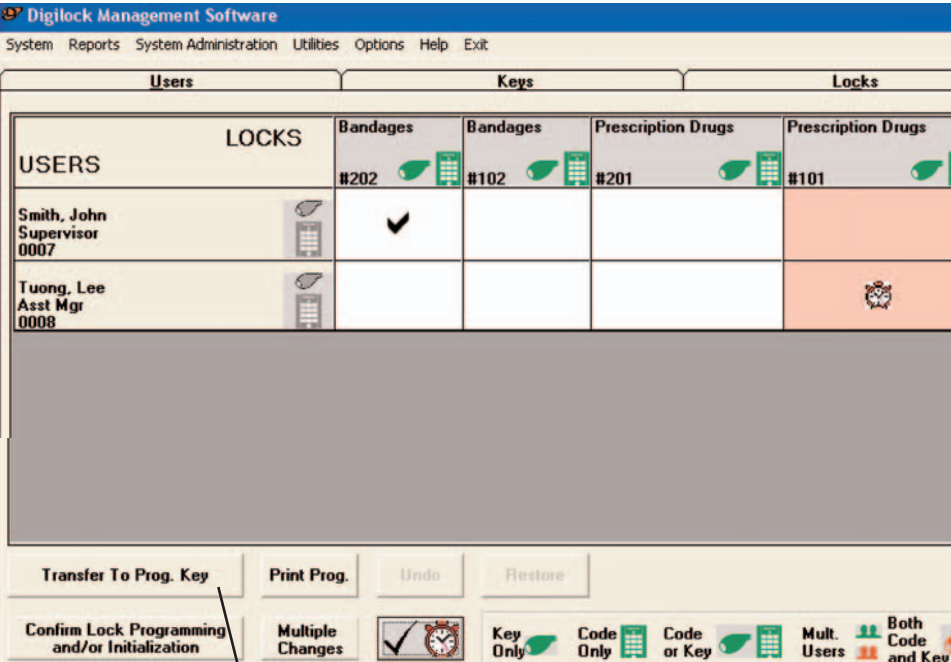 Digilock Management Software
System Reports System Administration Utilities Options Help Exit
Users Keys Locks
LOCKS
USERS
Bandages
#202
Bandages
#102
Prescription Drugs
#201
Prescription Drugs
#101
Smith, John
Supervisor
0007
Tuong, Lee
Asst Mgr
0008
Transfer To Prog. Key Print Prog. Undo Restore
Confirm Lock Programming
and/or Initialization
Multiple
Changes
Key
Only
Code
Only
Code
or Key
Mult.
Users
Both
Code
and Key